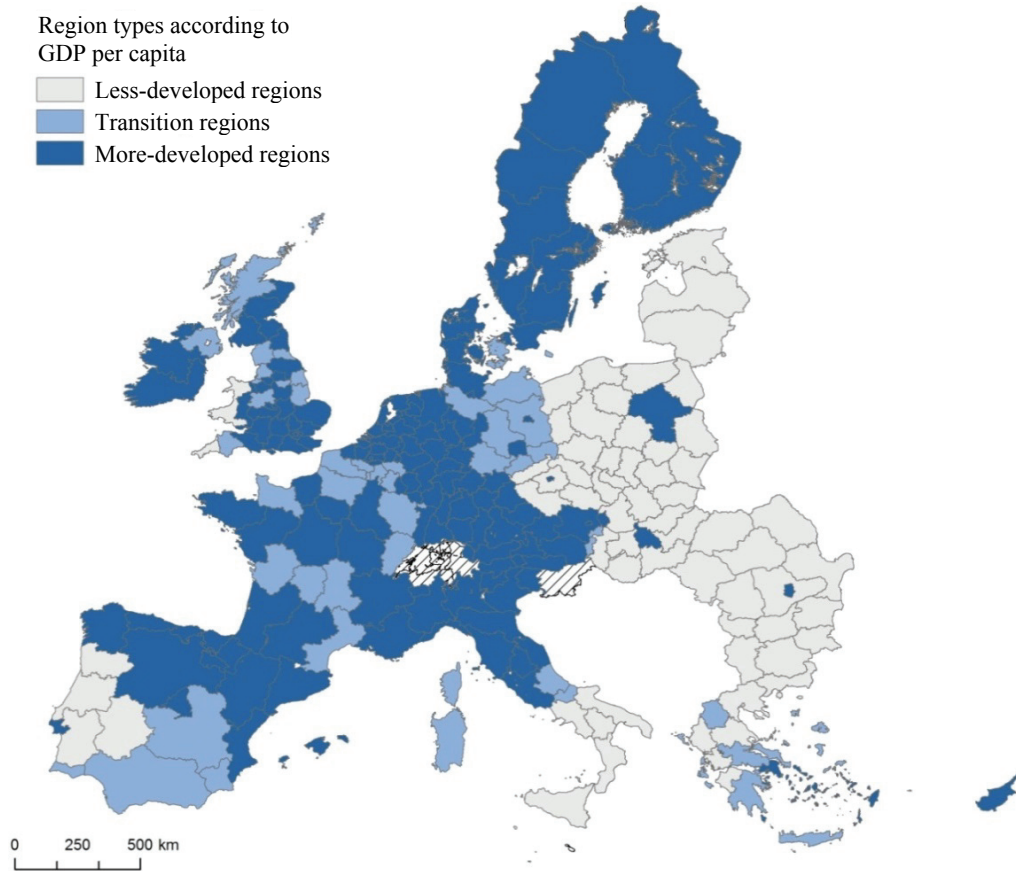 Region types according to
GDP per capita
Less-developed regions
Transition regions
More-developed regions
0 250 500 km